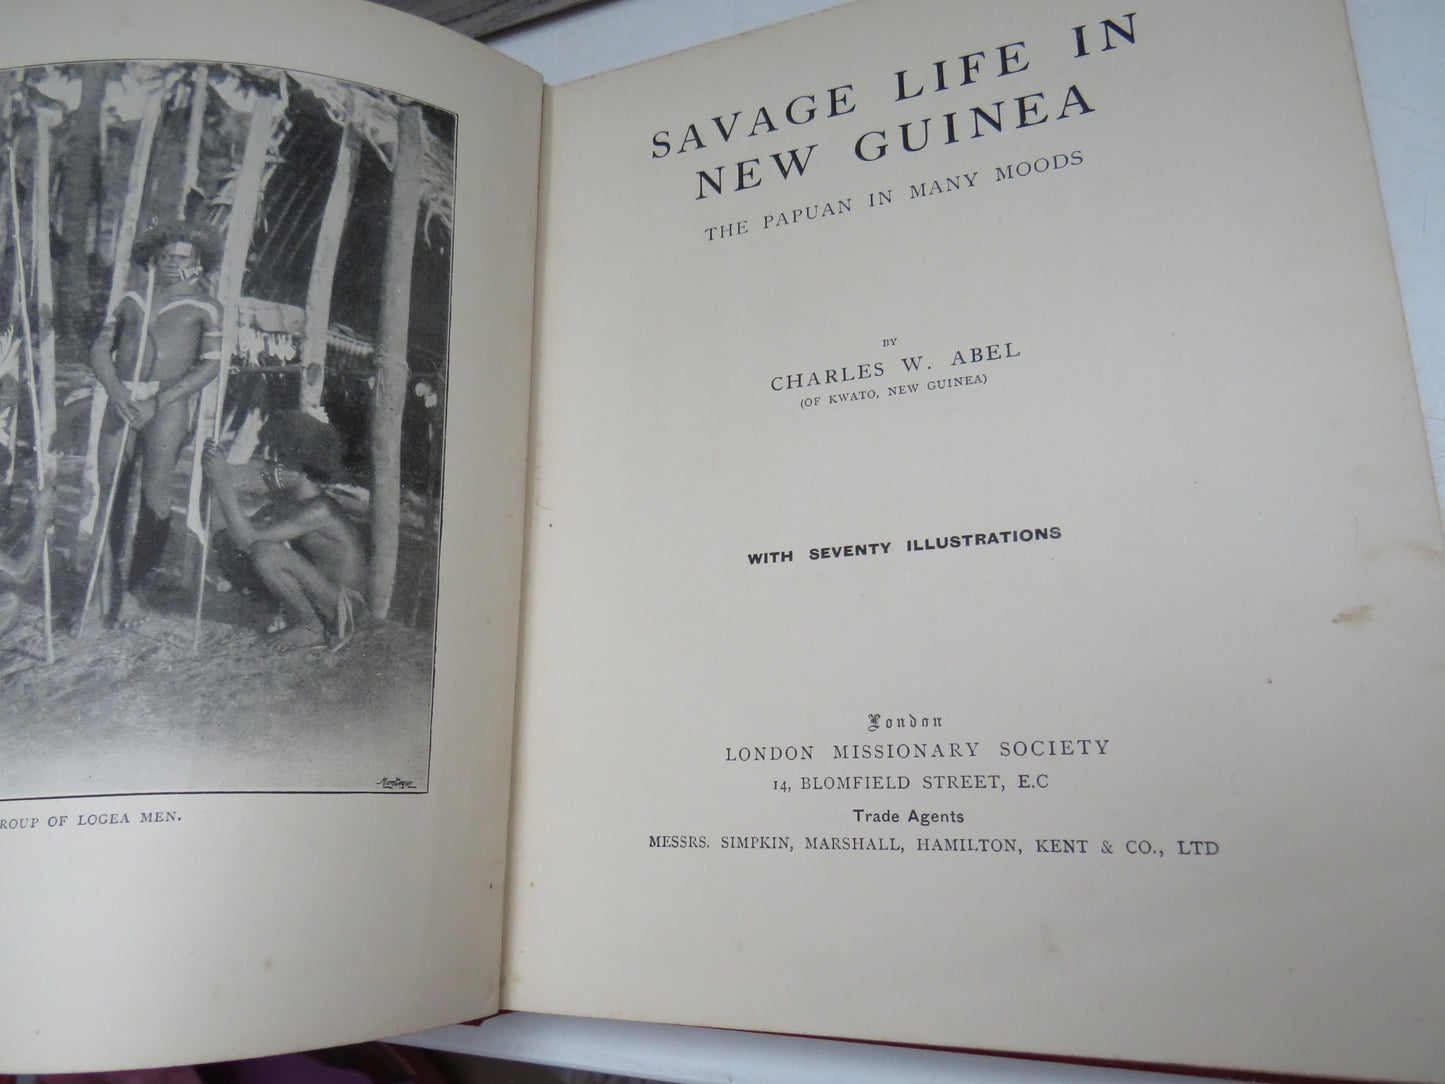 OF LOGEA MEN.
SAVAGE LIFE IN
NEW GUINEA
THE PAPUAN IN MANY MOODS
BY
CHARLES W. ABEL
(OF KWATO, NEW GUINEA)
WITH SEVENTY ILLUSTRATIONS
London
LONDON MISSIONARY SOCIETY
14, BLOMFIELD STREET, E.C
Trade Agents
MESSRS. SIMPKIN, MARSHALL, HAMILTON, KENT & CO., LTD